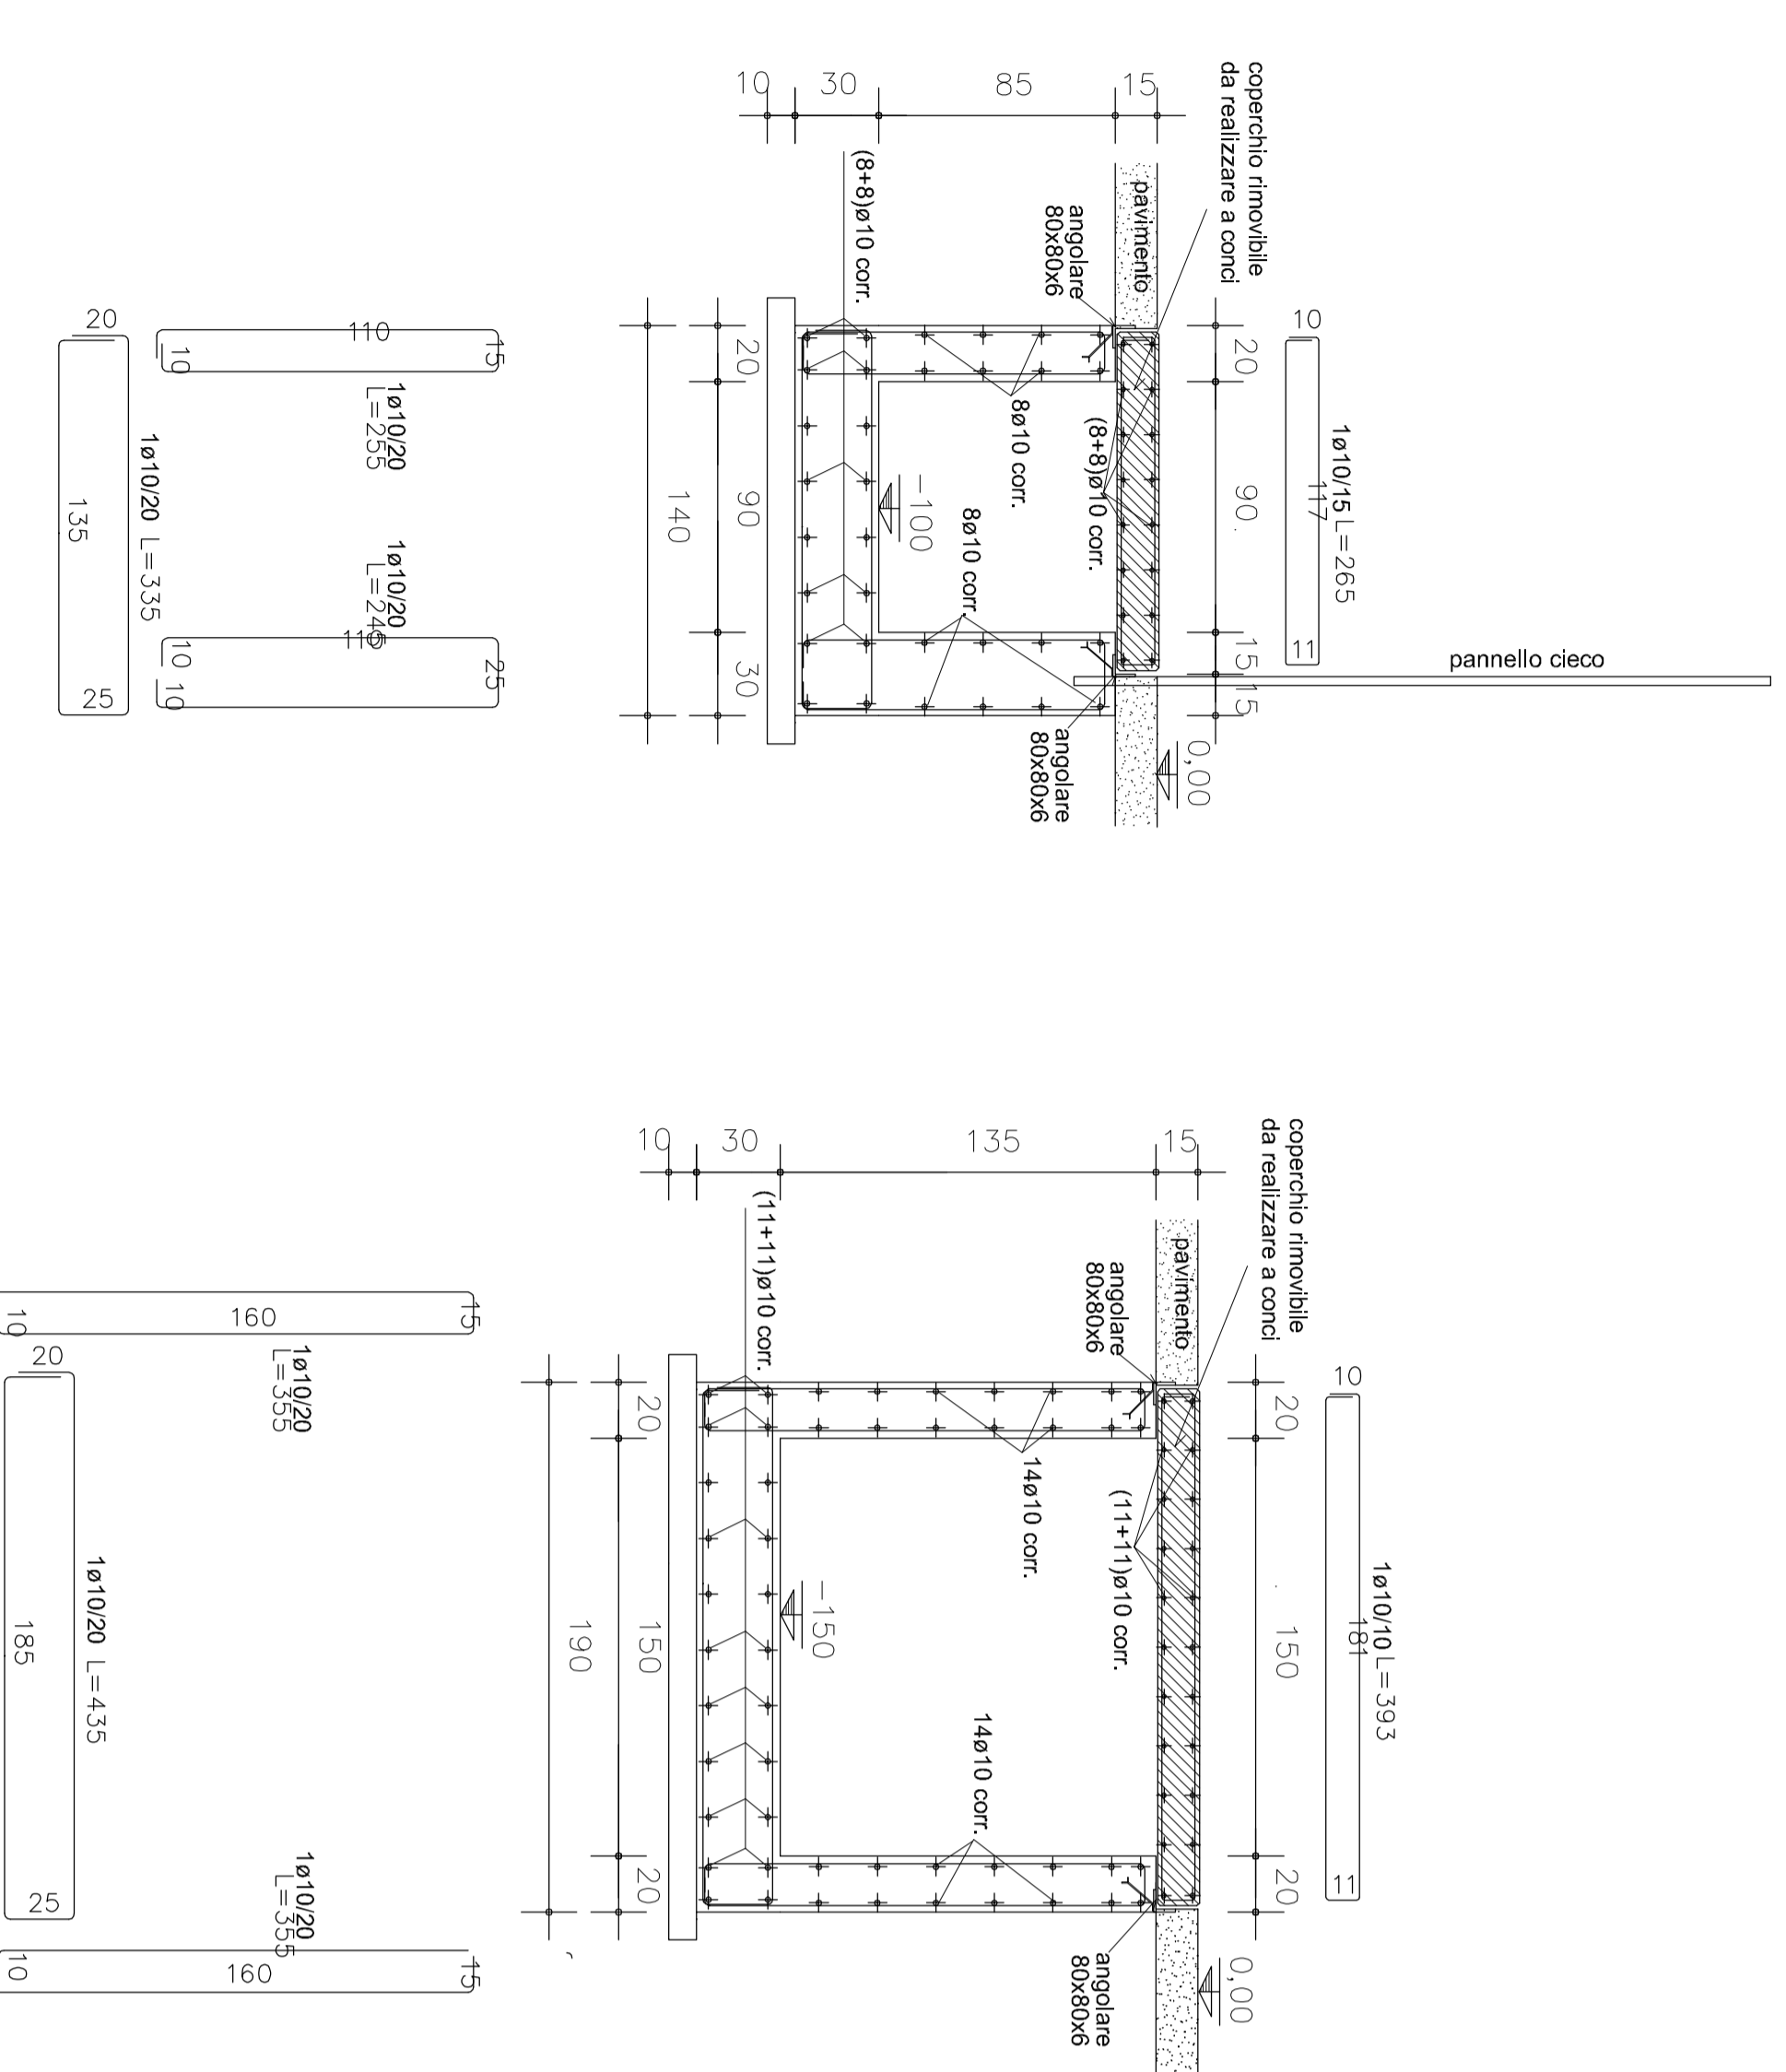 coperchio rimovibile
da realizzare a conci
10
30
85
15
pavimento
angolare
80x80x6
(8+8)ø10 corr.
10
1ø10/15 L=265
117
11
20
90
15
15
pannello cieco
8ø10 corr.
(8+8)ø10 corr.
-100
8ø10 corr.
angolare
80x80x6
0,00
20
90
30
140
110
15
10
1ø10/20
L=255
1ø10/20
L=245
25
10
10
20
1ø10/20 L=335
135
25
coperchio rimovibile
da realizzare a conci
10
30
135
15
pavimento
angolare
80x80x6
(11+11)ø10 corr.
10
1ø10/10 L=393
181
11
20
150
20
14ø10 corr.
(11+11)ø10 corr.
-150
14ø10 corr.
angolare
80x80x6
0,00
20
150
20
190
15
160
10
1ø10/20
L=355
20
1ø10/20 L=435
185
25
1ø10/20
L=355
15
160
10